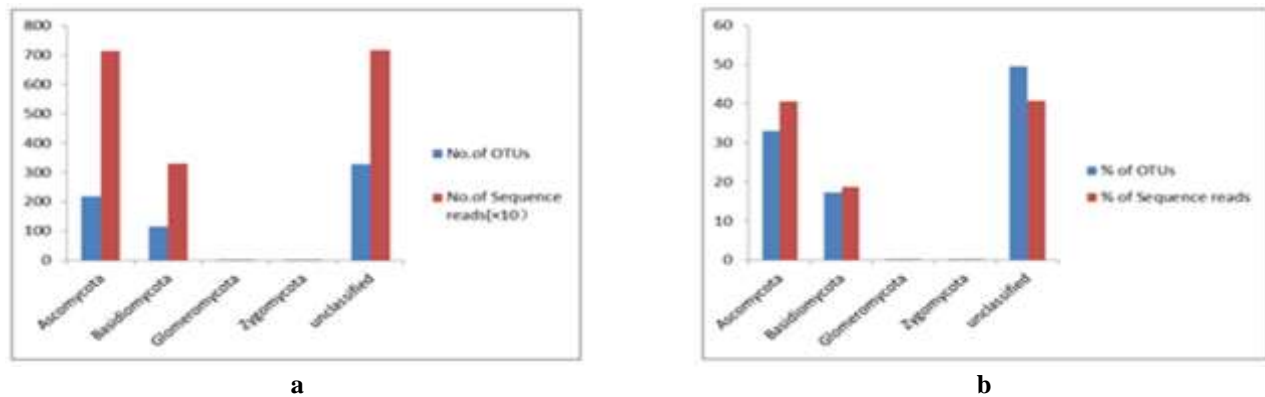 800
700
600
500
400
300
200
100
0
Ascomycota
Basidiomycota
Glomeromycota
Zygomycota
unclassified
No.of OTUs
No.of Sequence
reads(×10)
a
60
50
40
30
20
10
0
Ascomycota
Basidiomycota
Glomeromycota
Zygomycota
unclassified
% of OTUs
% of Sequence reads
b